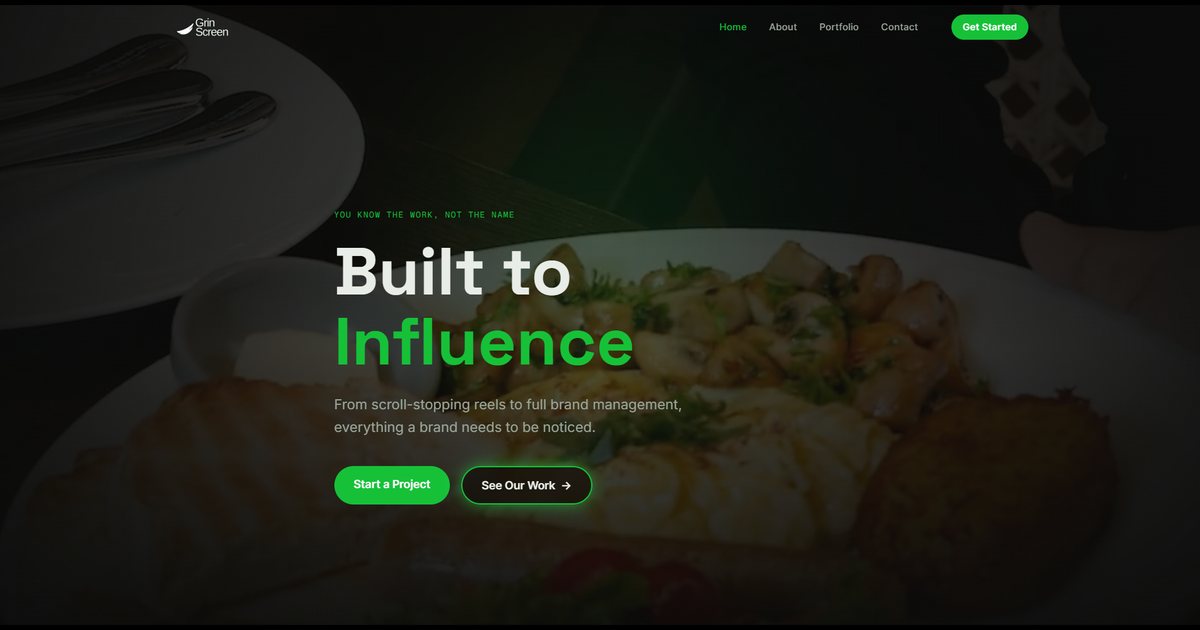 Grin
Screen
Home
About
Portfolio
Contact
Get Started
YOU KNOW THE WORK, NOT THE NAME
Built to
Influence
From scroll-stopping reels to full brand management,
everything a brand needs to be noticed.
Start a Project
See Our Work →